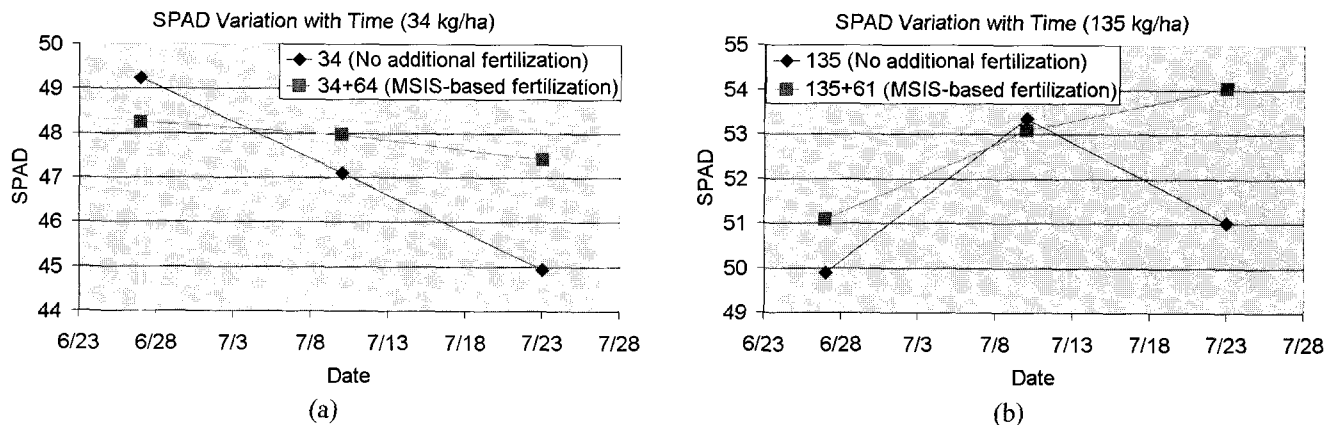 SPAD Variation with Time (34 kg/ha)
50
49
48
47
46
45
44
SPAD
34 (No additional fertilization)
34+64 (MSIS-based fertilization)
6/23 6/28 7/3 7/8 7/13 7/18 7/23 7/28
Date
(a)
SPAD Variation with Time (135 kg/ha)
55
54
53
52
51
50
49
SPAD
135 (No additional fertilization)
135+61 (MSIS-based fertilization)
6/23 6/28 7/3 7/8 7/13 7/18 7/23 7/28
Date
(b)